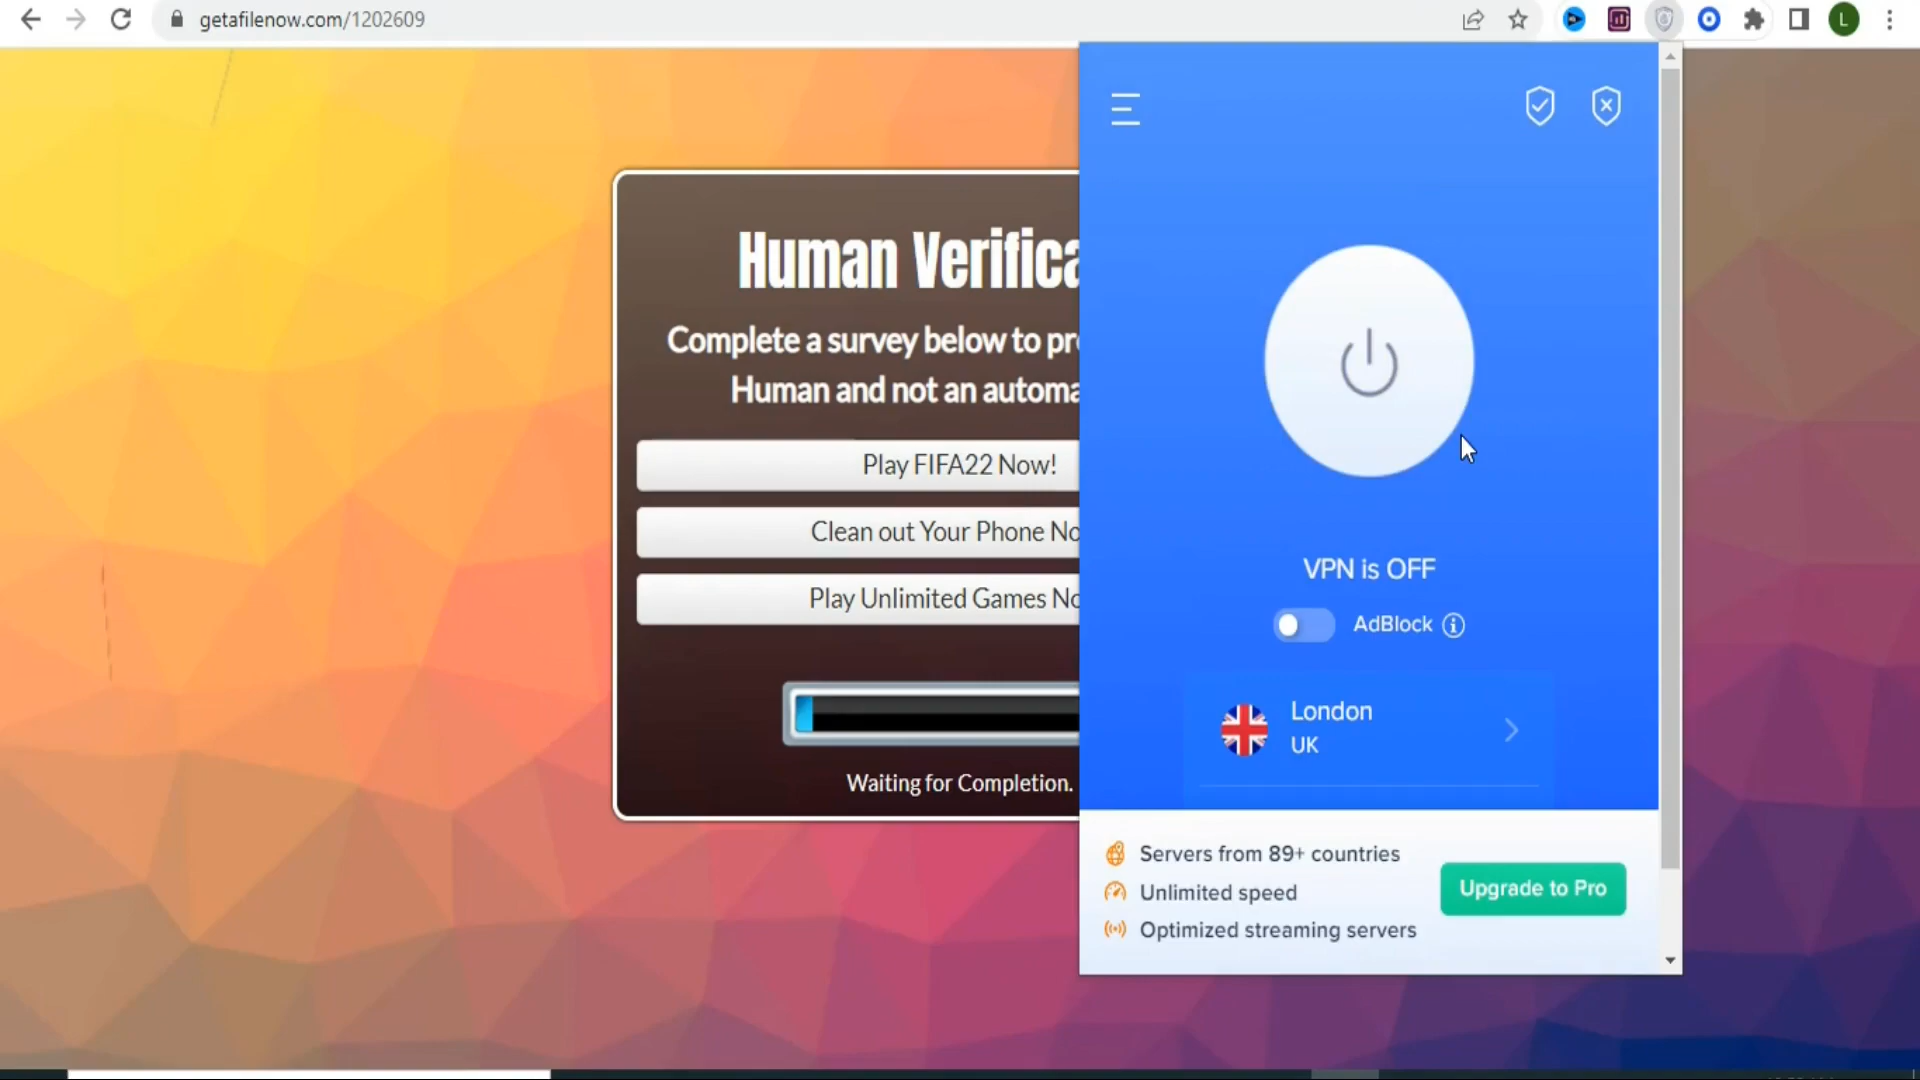 getafilenow.com/1202609
L
Human Verifica
Complete a survey below to pr
Human and not an automa
Play FIFA22 Now!
Clean out Your Phone No
Play Unlimited Games No
Waiting for Completion.
VPN is OFF
AdBlock
London
UK
Servers from 89+ countries
Unlimited speed
Optimized streaming servers
Upgrade to Pro